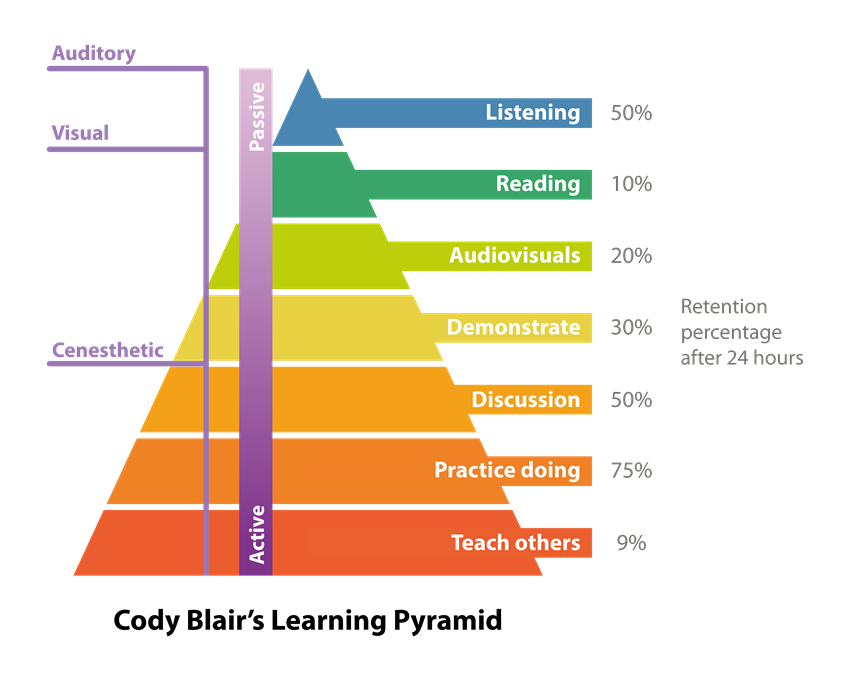 Auditory
Passive
Listening 50%
Visual
Reading 10%
Audiovisuals 20%
Demonstrate 30%
Retention
percentage
after 24 hours
Cenesthetic
Discussion 50%
Practice doing 75%
Active
Teach others 9%
Cody Blair's Learning Pyramid